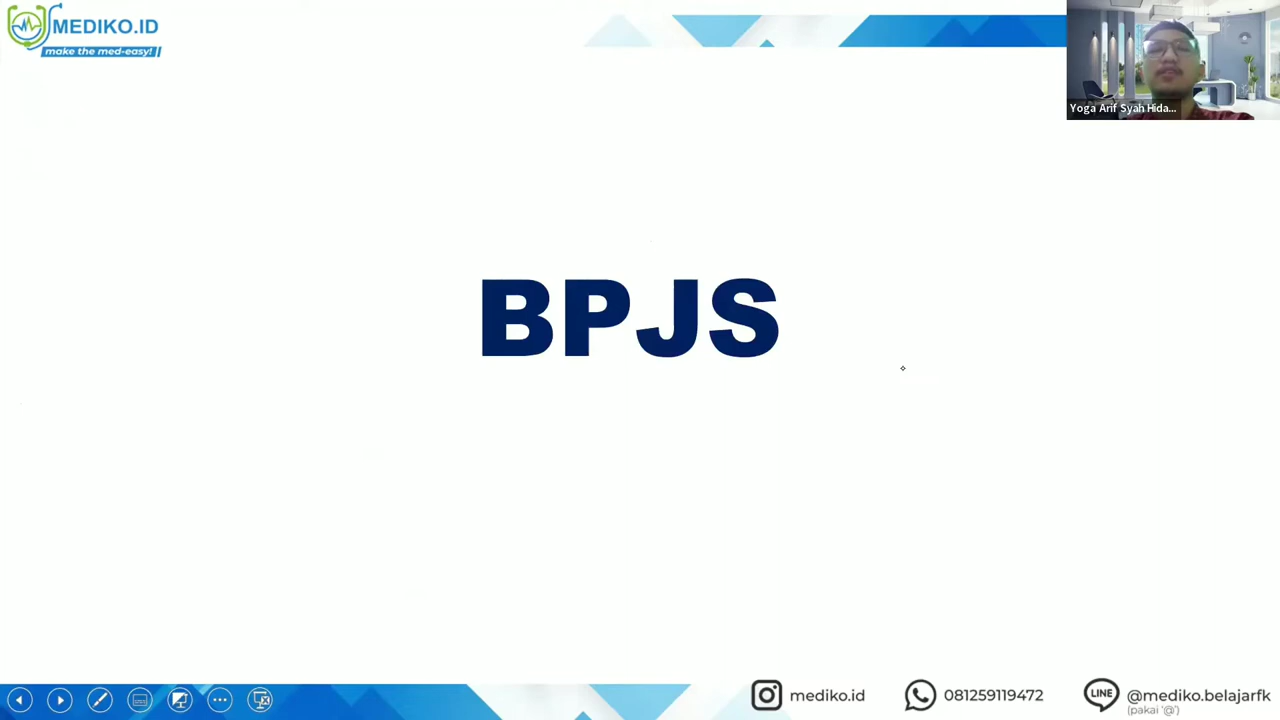 MEDIKO.ID
make the med-easy!
Yoga Arif Syah Hida...
BPJS
mediko.id
081259119472
LINE
@mediko.belajarfk
(pakai '@')